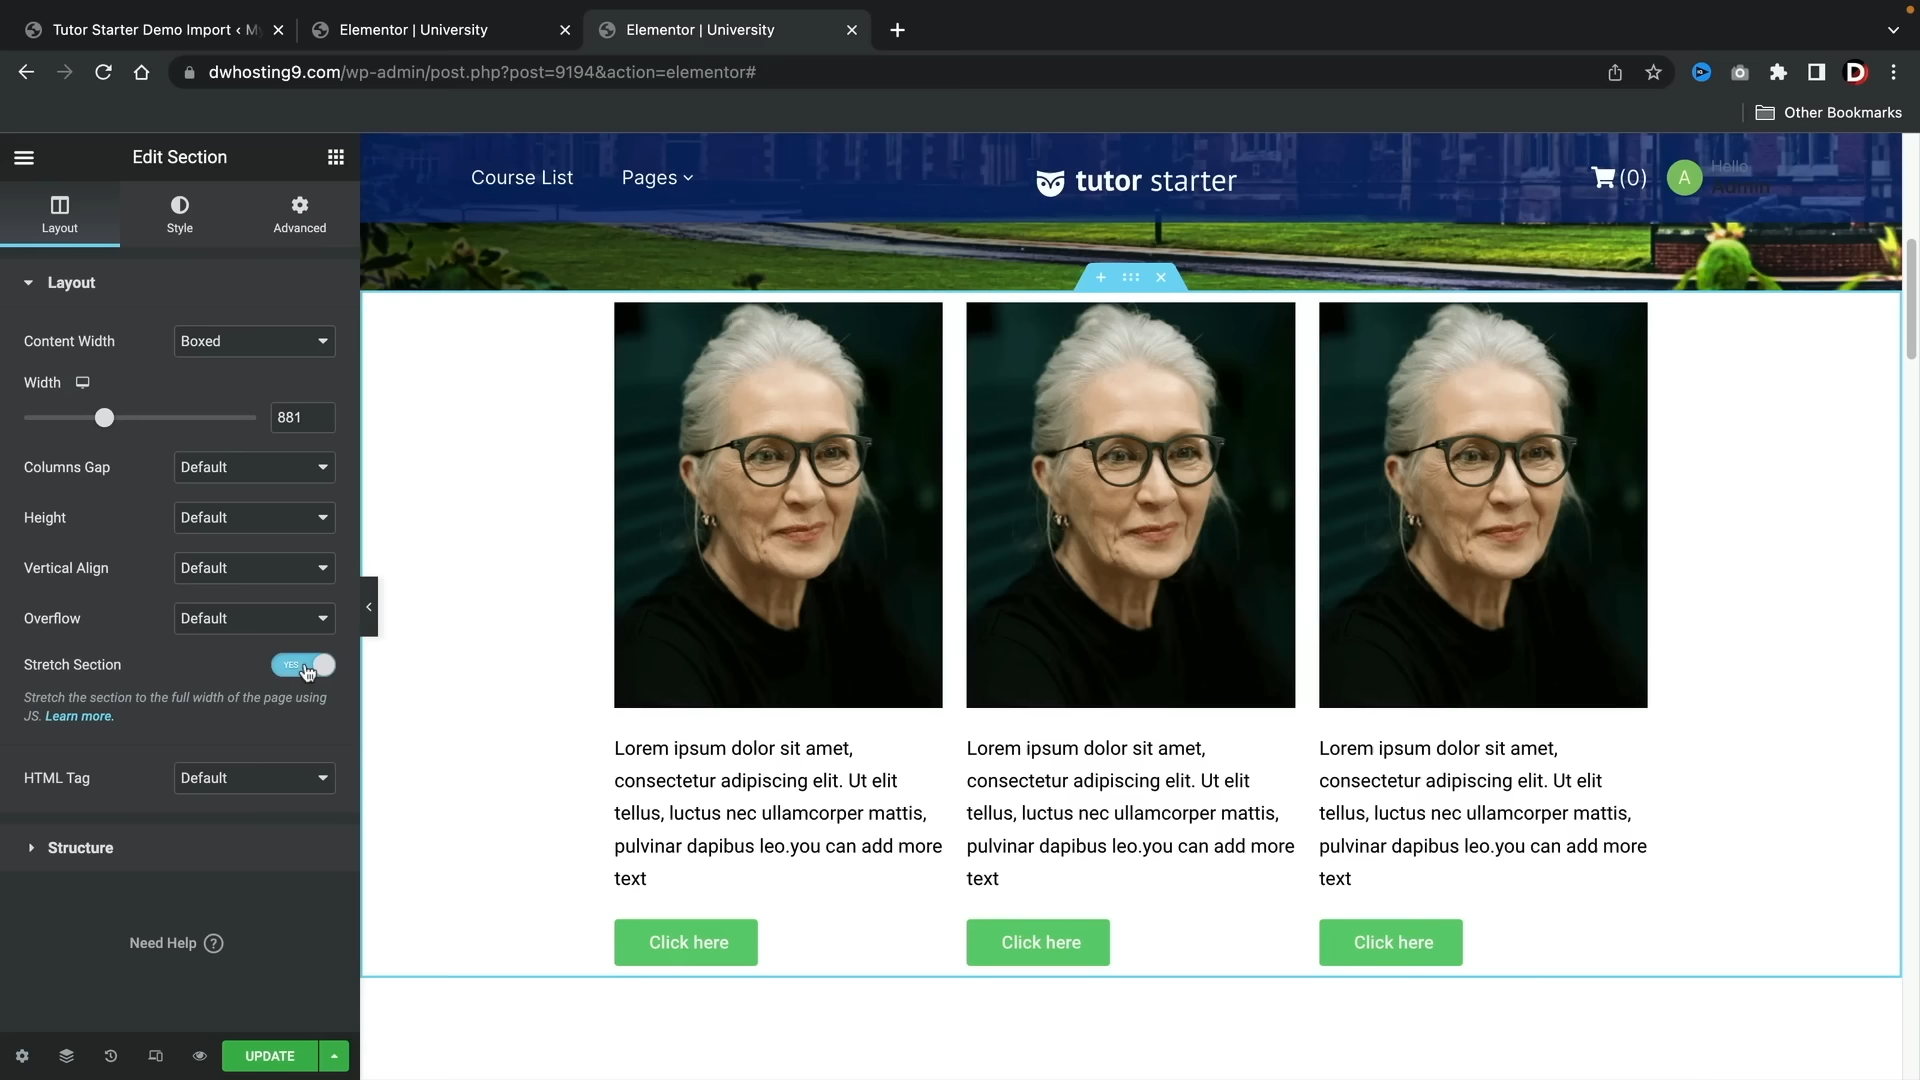 Tutor Starter Demo Import ‹ My
Elementor | University
Elementor | University
dwhosting9.com/wp-admin/post.php?post=9194&action=elementor#
D
Other Bookmarks
Edit Section
Layout
Style
Advanced
Layout
Content Width
Boxed
Width
881
Columns Gap
Default
Height
Default
Vertical Align
Default
Overflow
Default
Stretch Section
YES
Stretch the section to the full width of the page using
JS. Learn more.
HTML Tag
Default
Structure
Need Help ?
UPDATE
Course List
Pages
tutor starter
(0)
A
Hello
Admin
Lorem ipsum dolor sit amet,
consectetur adipiscing elit. Ut elit
tellus, luctus nec ullamcorper mattis,
pulvinar dapibus leo.you can add more
text
Click here
Lorem ipsum dolor sit amet,
consectetur adipiscing elit. Ut elit
tellus, luctus nec ullamcorper mattis,
pulvinar dapibus leo.you can add more
text
Click here
Lorem ipsum dolor sit amet,
consectetur adipiscing elit. Ut elit
tellus, luctus nec ullamcorper mattis,
pulvinar dapibus leo.you can add more
text
Click here